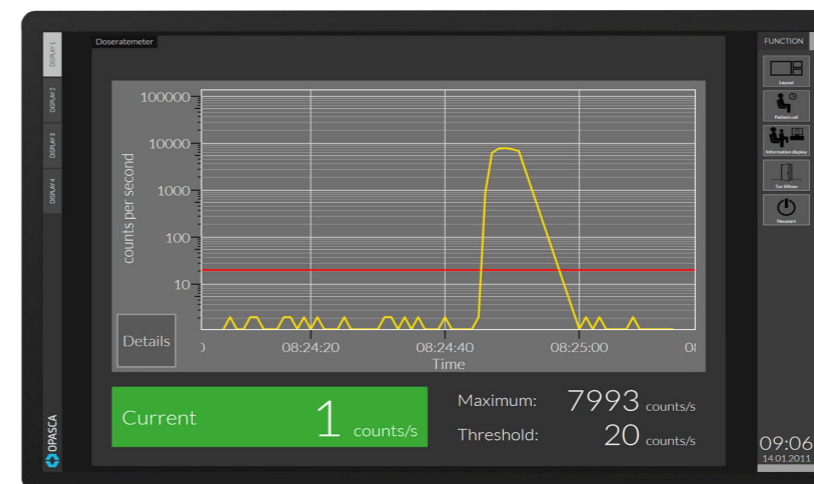 DISPLAY 1
DISPLAY 2
DISPLAY 3
DISPLAY 4
OPASCA
Doseratemeter
100000
10000
1000
100
10
counts per second
Details
08:24:20
08:24:40
08:25:00
Time
Current
1 counts/s
Maximum: 7993 counts/s
Threshold: 20 counts/s
FUNCTION
Layout
Patient call
Information display
Tor öffnen
Neustart
09:06
14.01.2011